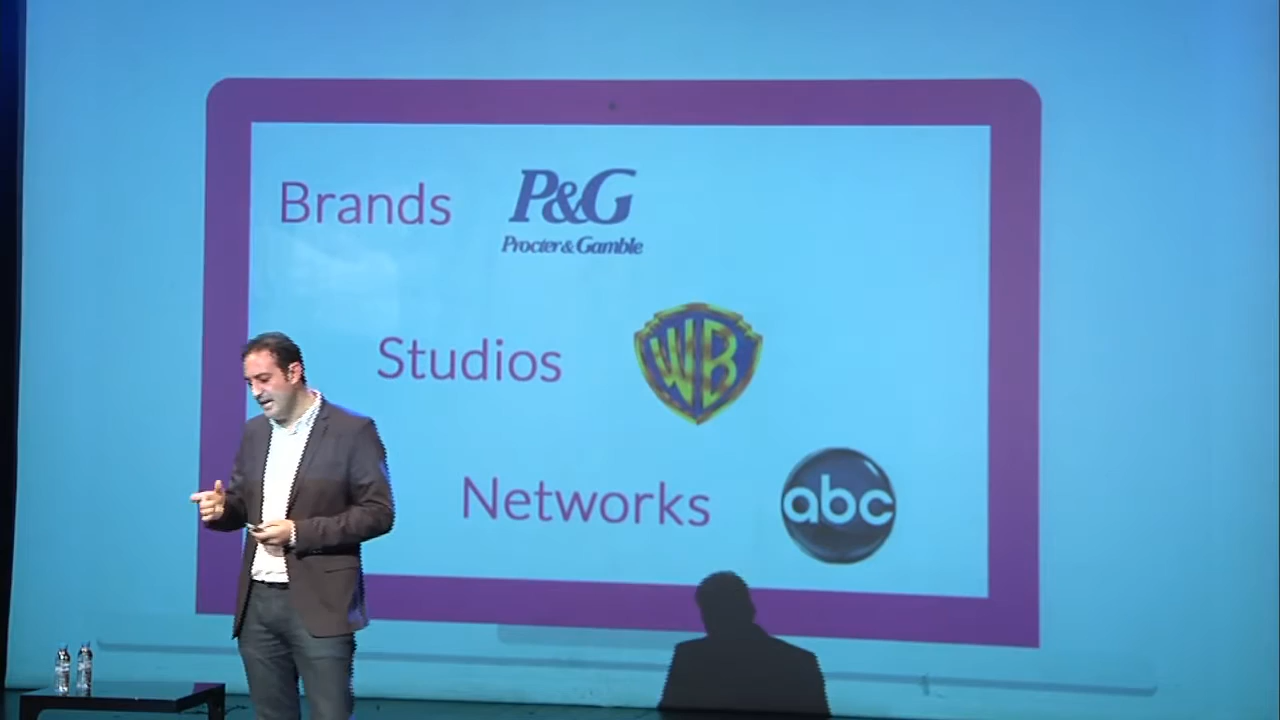 Brands
P&G
Procter & Gamble
Studios
WB
Networks
abc